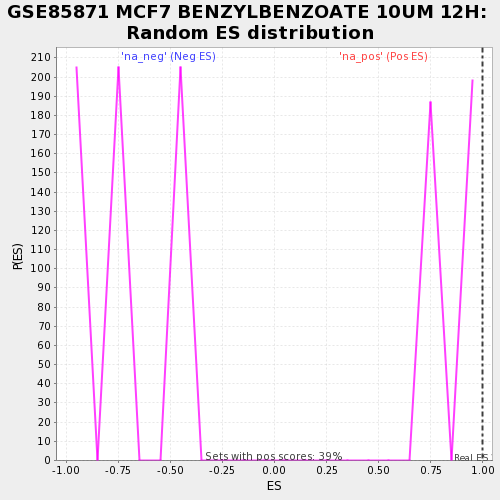 GSE85871 MCF7 BENZYLBENZOATE 10UM 12H:
Random ES distribution
'na_neg' (Neg ES)
'na_pos' (Pos ES)
P(ES)
210
200
190
180
170
160
150
140
130
120
110
100
90
80
70
60
50
40
30
20
10
0
Sets with pos scores: 39%
Real ES
-1.00 -0.75 -0.50 -0.25 0.00 0.25 0.50 0.75 1.00
ES